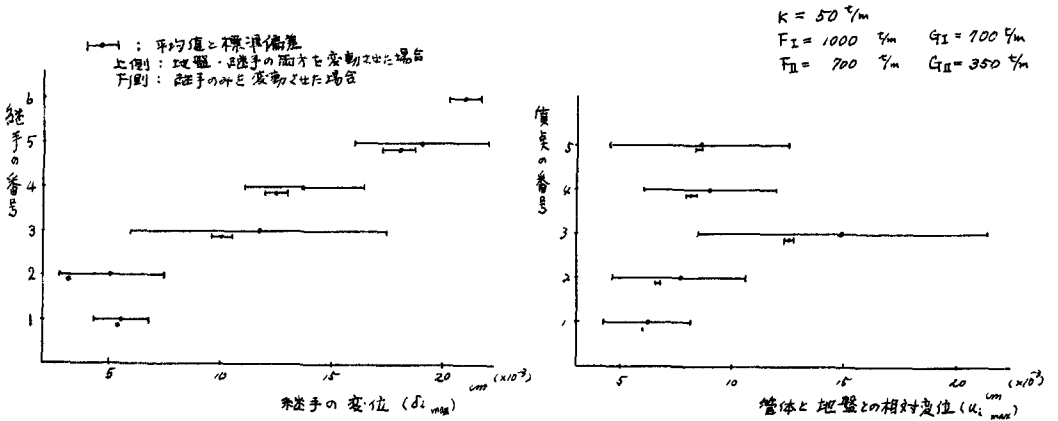 K = 50 t/m
F_I = 1000 t/m G_I = 700 t/m
F_II = 700 t/m G_II = 350 t/m
: 平均値と標準偏差
上側: 地盤・継手の両方を変動させた場合
下側: 継手のみを変動させた場合
継手の番号
6
5
4
3
2
1
5 10 15 20 cm (×10⁻³)
継手の変位 (δi max)
質点の番号
5
4
3
2
1
5 10 15 20 cm (×10⁻³)
管体と地盤との相対変位 (ui max)